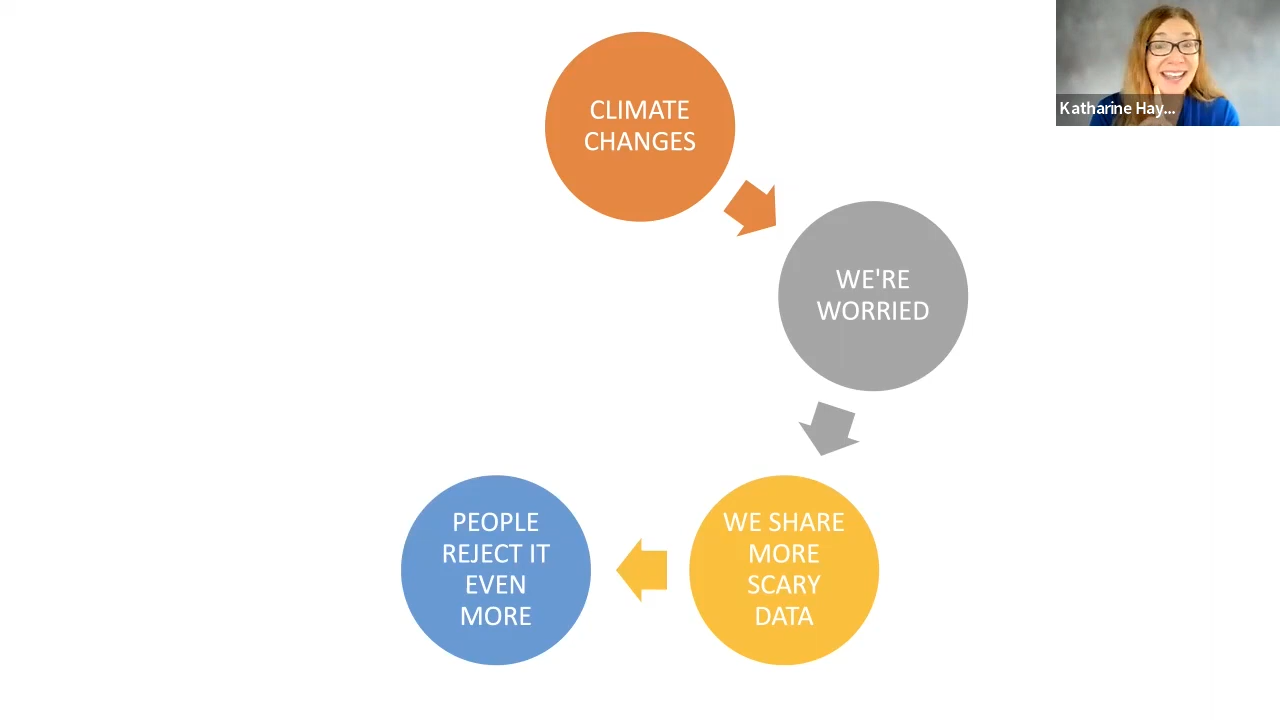 CLIMATE
CHANGES
Katharine Hay...
WE'RE
WORRIED
WE SHARE
MORE
SCARY
DATA
PEOPLE
REJECT IT
EVEN
MORE